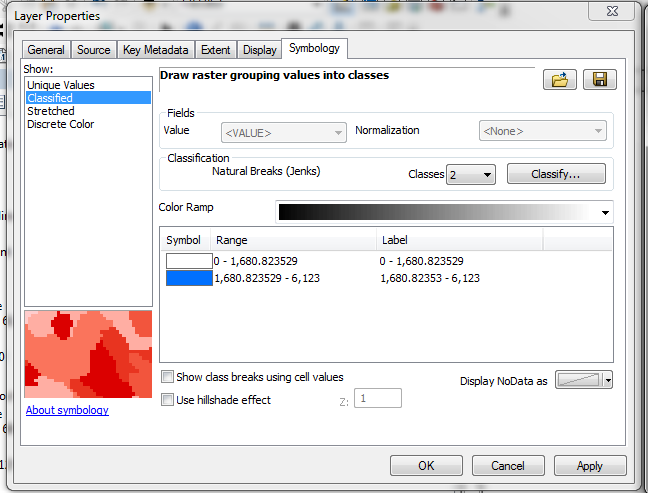 Layer Properties
General Source Key Metadata Extent Display Symbology
Show:
Unique Values
Classified
Stretched
Discrete Color
About symbology
Draw raster grouping values into classes
Fields
Value <VALUE> Normalization <None>
Classification
Natural Breaks (Jenks) Classes 2 Classify...
Color Ramp
Symbol Range Label
0 - 1,680.823529 0 - 1,680.823529
1,680.823529 - 6,123 1,680.82353 - 6,123
Show class breaks using cell values
Display NoData as
Use hillshade effect Z: 1
OK Cancel Apply